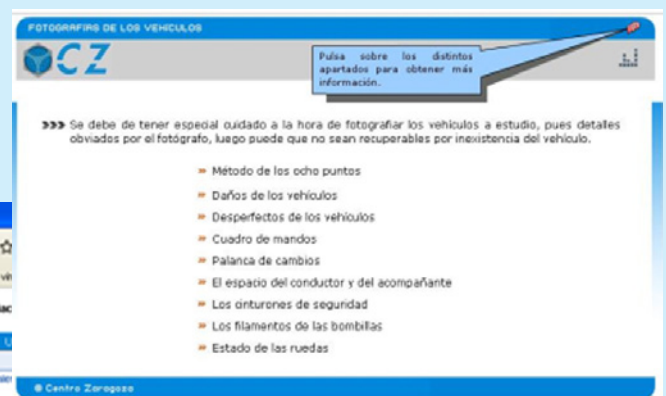 FOTOGRAFIAS DE LOS VEHICULOS
CZ
Pulsa sobre los distintos
apartados para obtener más
información.
»»» Se debe de tener especial cuidado a la hora de fotografiar los vehículos a estudio, pues detalles
obviados por el fotógrafo, luego puede que no sean recuperables por inexistencia del vehículo.
» Método de los ocho puntos
» Daños de los vehículos
» Desperfectos de los vehículos
» Cuadro de mandos
» Palanca de cambios
» El espacio del conductor y del acompañante
» Los cinturones de seguridad
» Los filamentos de las bombillas
» Estado de las ruedas
© Centro Zaragoza